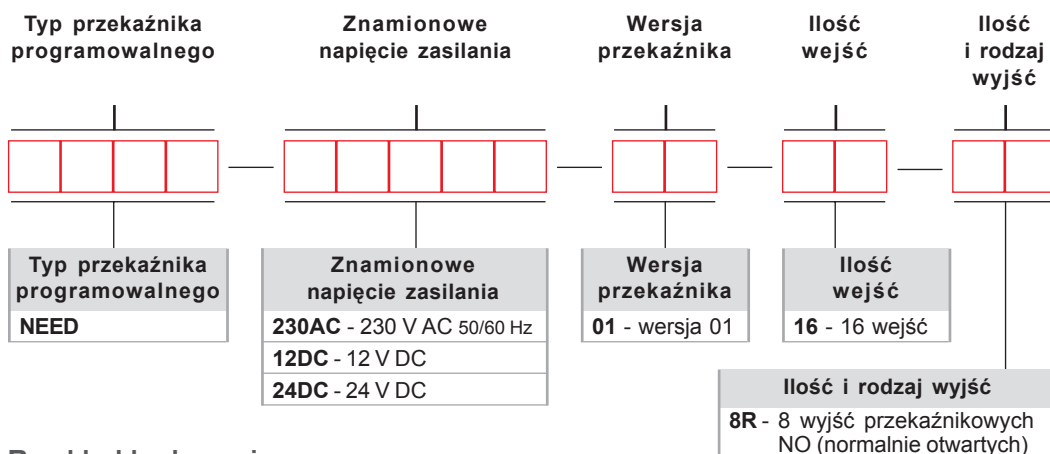 Typ przekaźnika
programowalnego
Znamionowe
napięcie zasilania
Wersja
przekaźnika
Ilość
wejść
Ilość
i rodzaj
wyjść
Typ przekaźnika
programowalnego
NEED
Znamionowe
napięcie zasilania
230AC - 230 V AC 50/60 Hz
12DC - 12 V DC
24DC - 24 V DC
Wersja
przekaźnika
01 - wersja 01
Ilość
wejść
16 - 16 wejść
Ilość i rodzaj wyjść
8R - 8 wyjść przekaźnikowych
NO (normalnie otwartych)